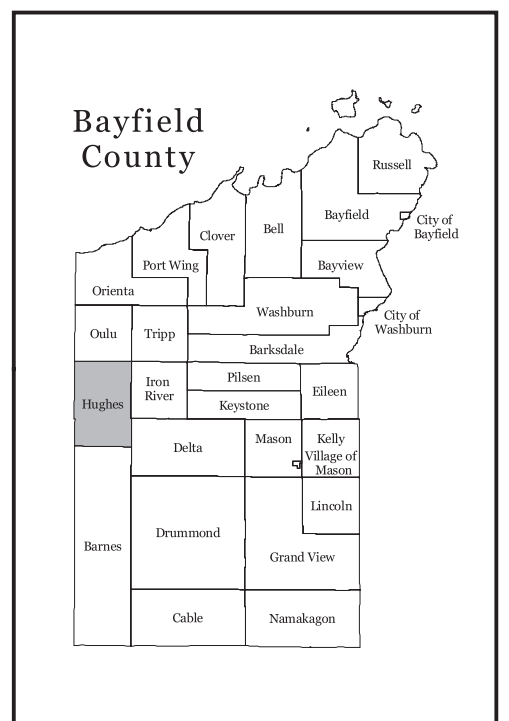 Bayfield
County
Russell
Bayfield
City of
Bayfield
Clover
Bell
Port Wing
Bayview
Orienta
Washburn
City of
Washburn
Oulu
Tripp
Barksdale
Pilsen
Iron
River
Eileen
Hughes
Keystone
Mason
Kelly
Delta
Village of
Mason
Lincoln
Drummond
Barnes
Grand View
Cable
Namakagon